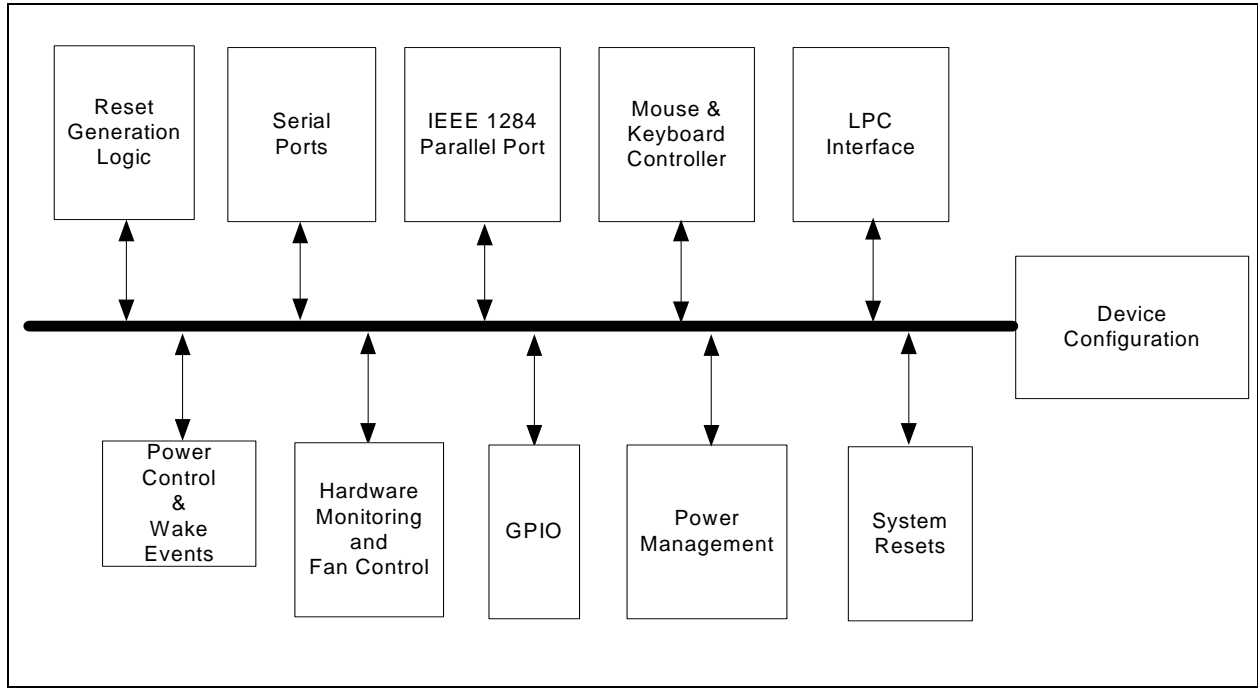 Reset
Generation
Logic
Serial
Ports
IEEE 1284
Parallel Port
Mouse &
Keyboard
Controller
LPC
Interface
Device
Configuration
Power
Control
&
Wake
Events
Hardware
Monitoring
and
Fan Control
GPIO
Power
Management
System
Resets